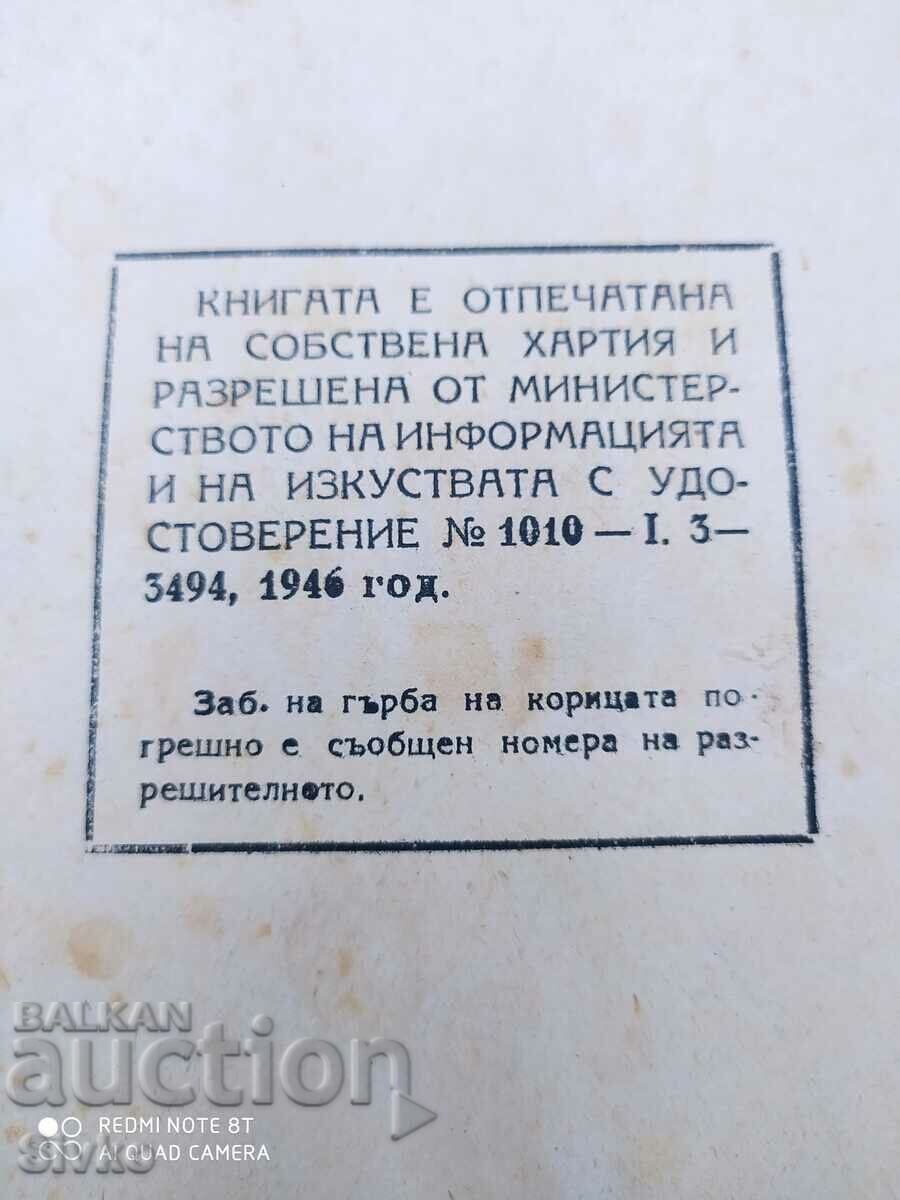 КНИГАТА Е ОТПЕЧАТАНА
НА СОБСТВЕНА ХАРТИЯ И
РАЗРЕШЕНА ОТ МИНИСТЕР-
СТВОТО НА ИНФОРМАЦИЯТА
И НА ИЗКУСТВАТА С УДО-
СТОВЕРЕНИЕ № 1010 — I. 3—
3494, 1946 год.
Заб. на гърба на корицата по-
грешно е съобщен номера на раз-
решителното.
BALKAN
auction
REDMI NOTE 8T
AI QUAD CAMERA
Sivko